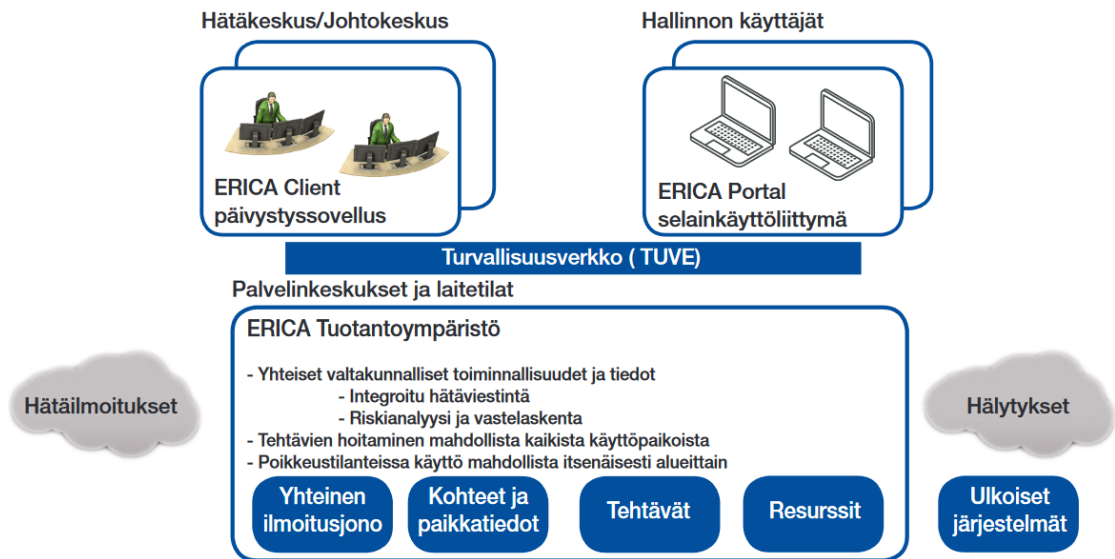 Hätäkeskus/Johtokeskus
Hallinnon käyttäjät
ERICA Client
päivystyssovellus
ERICA Portal
selainkäyttöliittymä
Turvallisuusverkko ( TUVE)
Palvelinkeskukset ja laitetilat
ERICA Tuotantoympäristö
- Yhteiset valtakunnalliset toiminnallisuudet ja tiedot
- Integroitu hätäviestintä
- Riskianalyysi ja vastelaskenta
- Tehtävien hoitaminen mahdollista kaikista käyttöpaikoista
- Poikkeustilanteissa käyttö mahdollista itsenäisesti alueittain
Hätäilmoitukset
Hälytykset
Yhteinen
ilmoitusjono
Kohteet ja
paikkatiedot
Tehtävät
Resurssit
Ulkoiset
järjestelmät